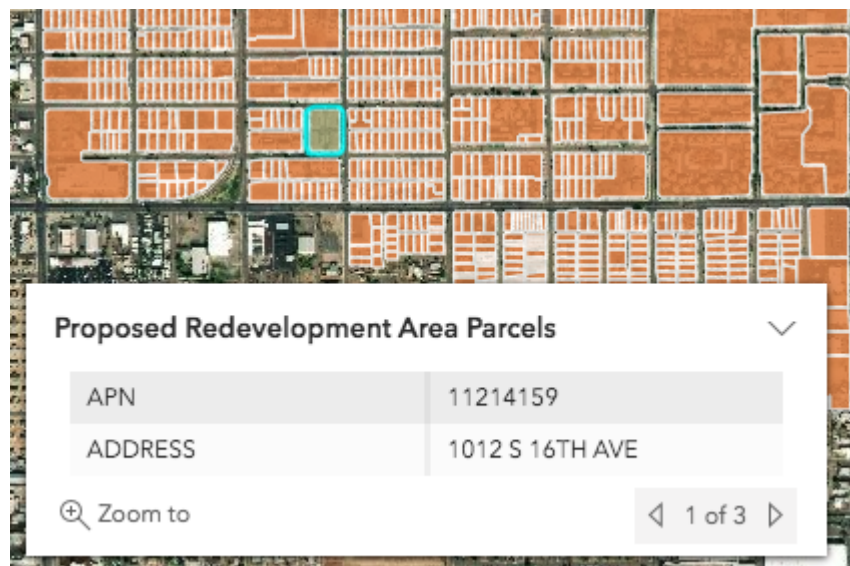 Proposed Redevelopment Area Parcels
APN 11214159
ADDRESS 1012 S 16TH AVE
Zoom to 1 of 3